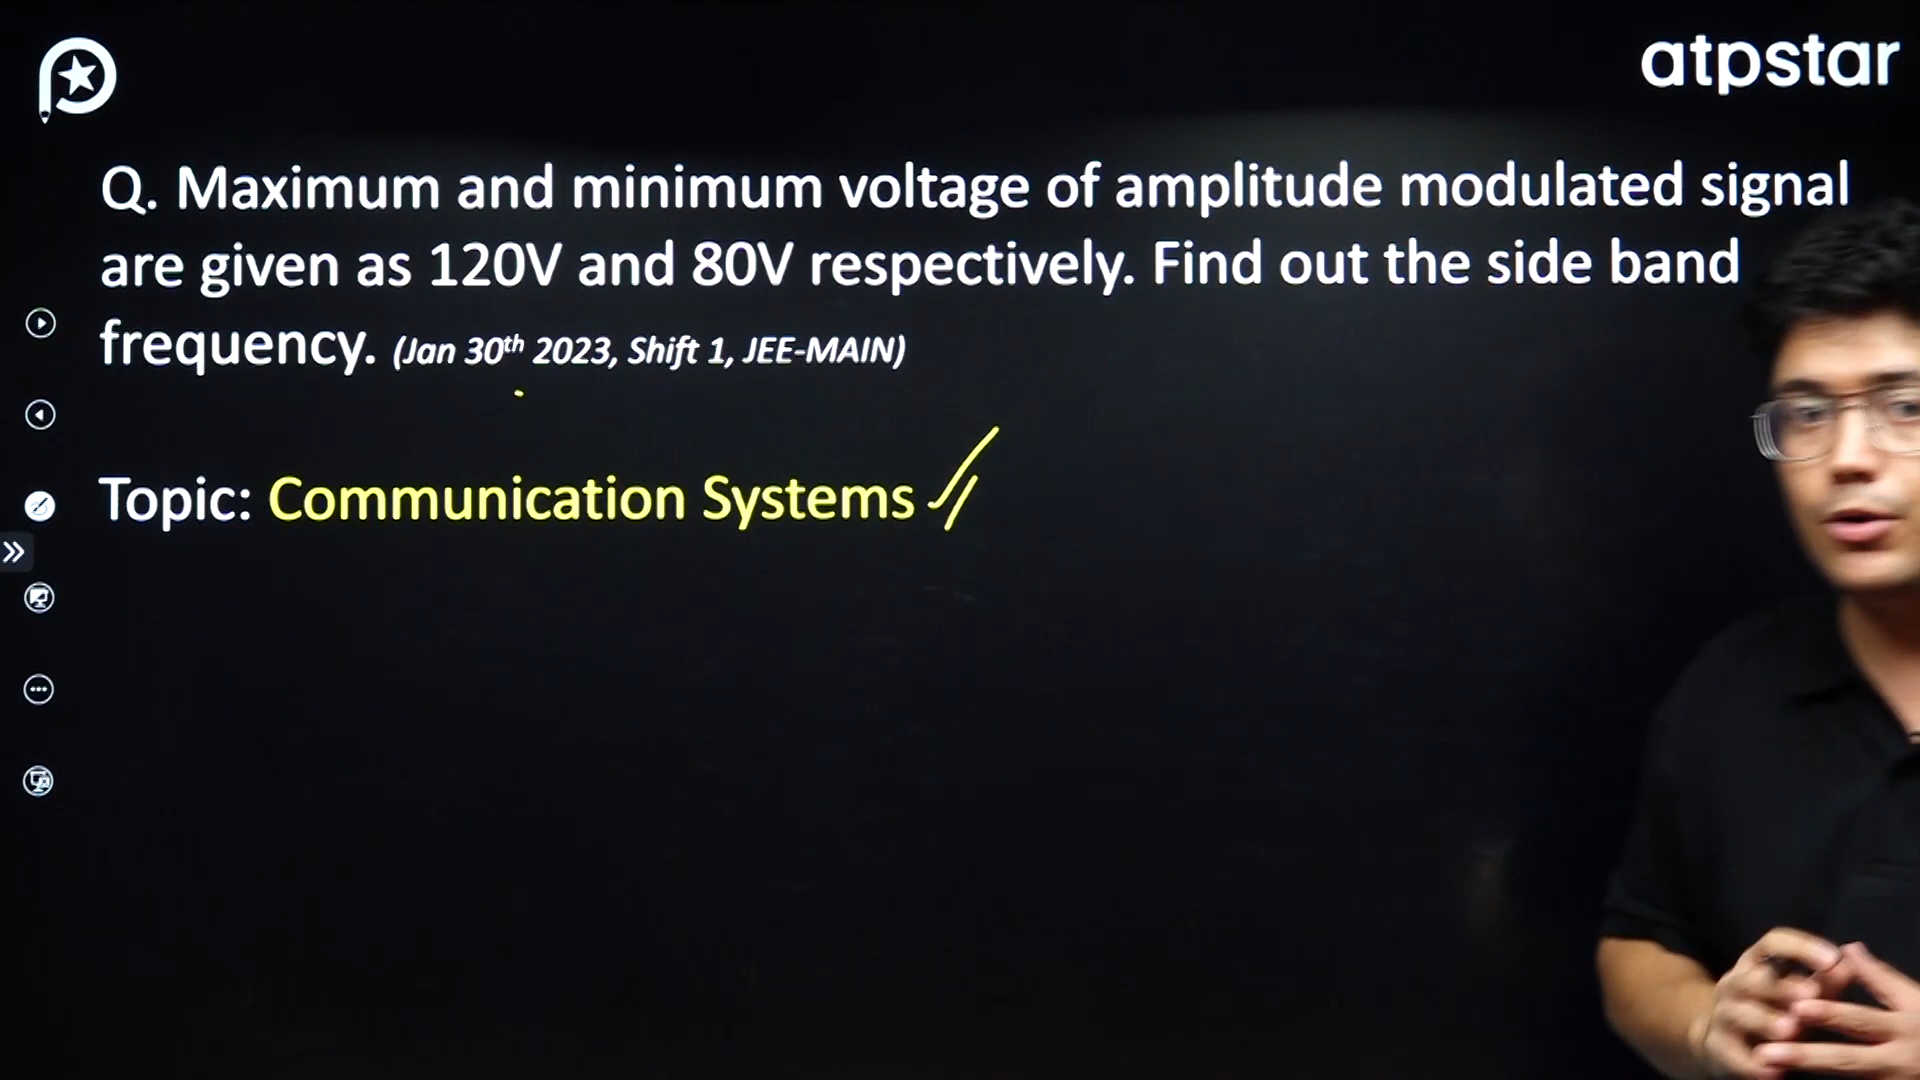 atpstar
Q. Maximum and minimum voltage of amplitude modulated signal
are given as 120V and 80V respectively. Find out the side band
frequency. (Jan 30th 2023, Shift 1, JEE-MAIN)
Topic: Communication Systems